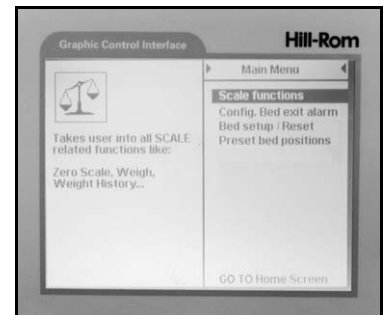 Graphic Control Interface
Hill-Rom
Takes user into all SCALE
related functions like:
Zero Scale, Weigh,
Weight History...
Main Menu
Scale functions
Config. Bed exit alarm
Bed setup / Reset
Preset bed positions
GO TO Home Screen